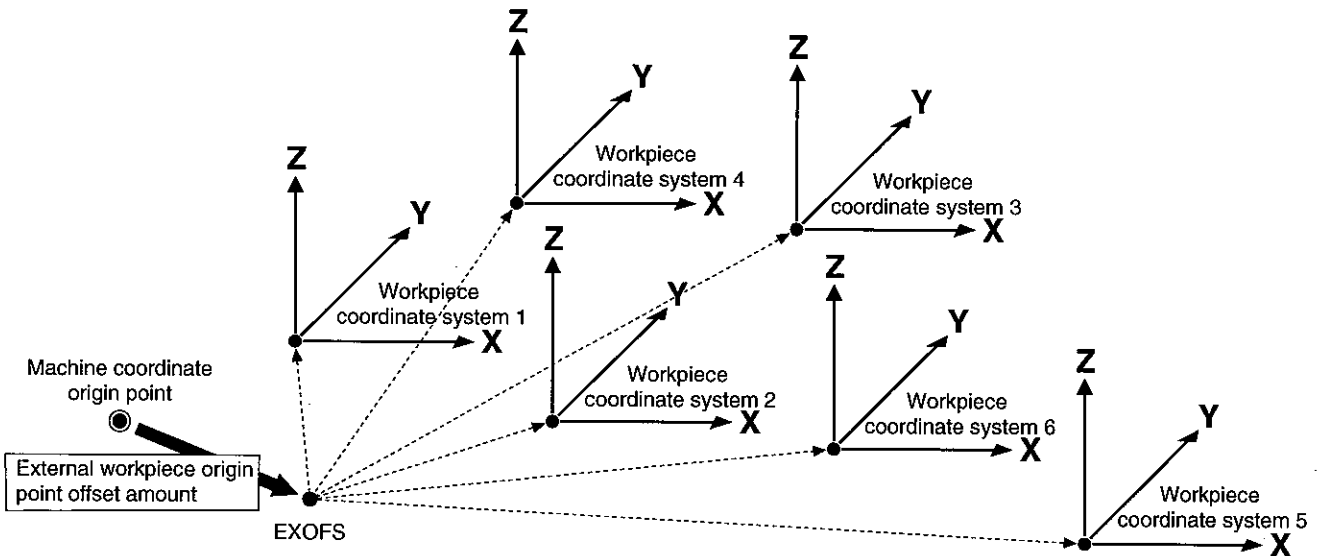 Z
Y
Workpiece
coordinate system 4
X
Z
Y
Workpiece
coordinate system 3
X
Z
Y
Workpiece
coordinate system 1
X
Z
Y
Workpiece
coordinate system 2
X
Z
Y
Workpiece
coordinate system 6
X
Z
Y
Workpiece
coordinate system 5
X
Machine coordinate
origin point
External workpiece origin
point offset amount
EXOFS